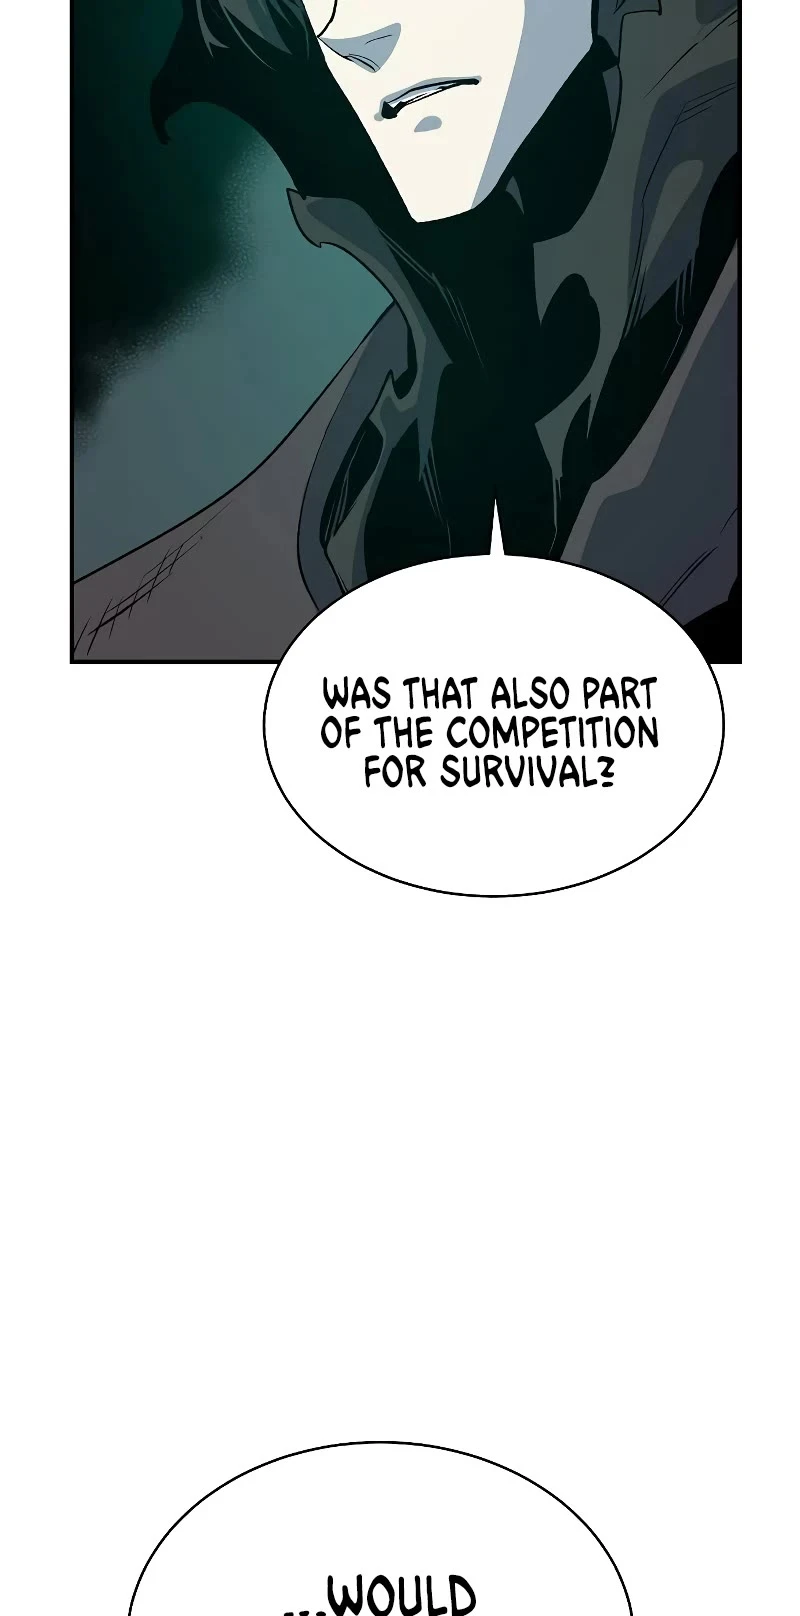 WAS THAT ALSO PART
OF THE COMPETITION
FOR SURVIVAL?
...WOULD